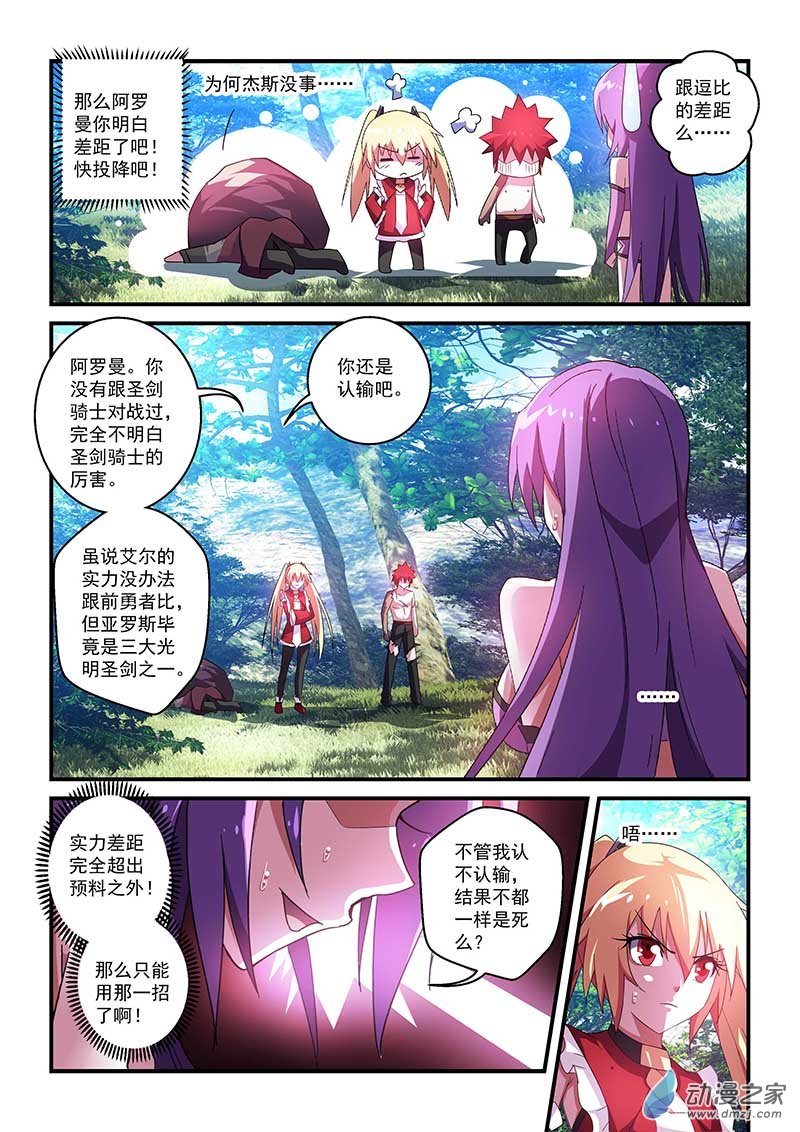 那么阿罗
曼你明白
差距了吧！
快投降吧！
为何杰斯没事……
跟逗比
的差距
么……
阿罗曼。你
没有跟圣剑
骑士对战过，
完全不明白
圣剑骑士的
厉害。
你还是
认输吧。
虽说艾尔的
实力没办法
跟前勇者比，
但亚罗斯毕
竟是三大光
明圣剑之一。
……
实力差距
完全超出
预料之外！
那么只能
用那一招
了啊！
不管我认
不认输，
结果不都
一样是死
么？
唔……
动漫之家
www.dmzj.com